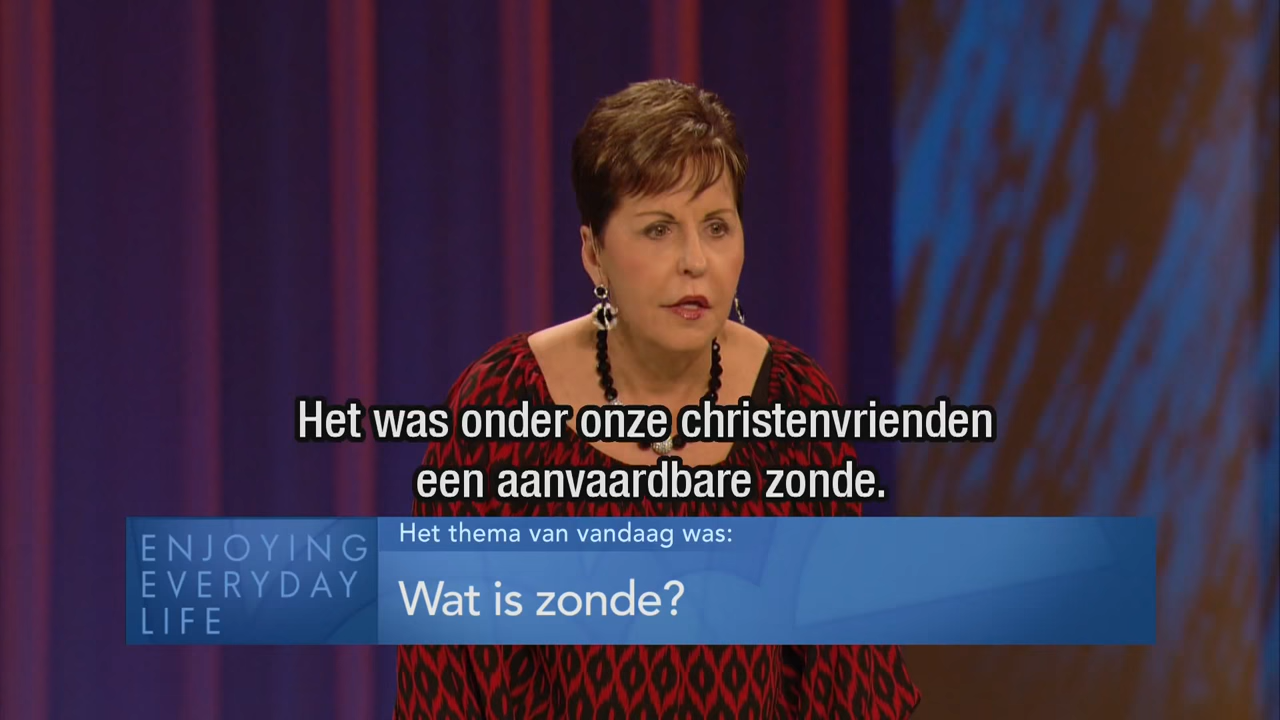 Het was onder onze christenvrienden
een aanvaardbare zonde.
Het thema van vandaag was:
ENJOYING
EVERYDAY
LIFE
Wat is zonde?